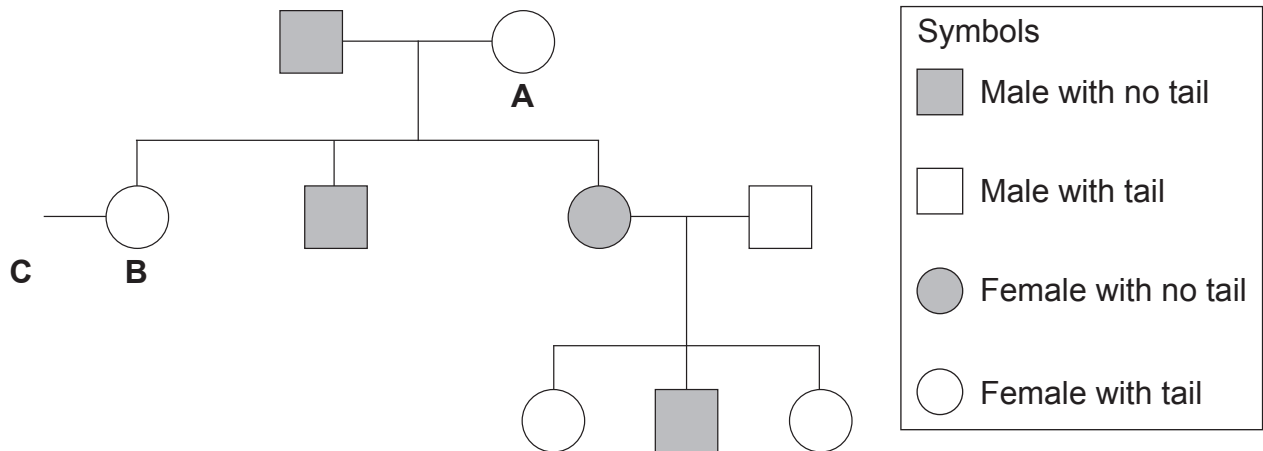 Symbols
Male with no tail
A
Male with tail
C
B
Female with no tail
Female with tail